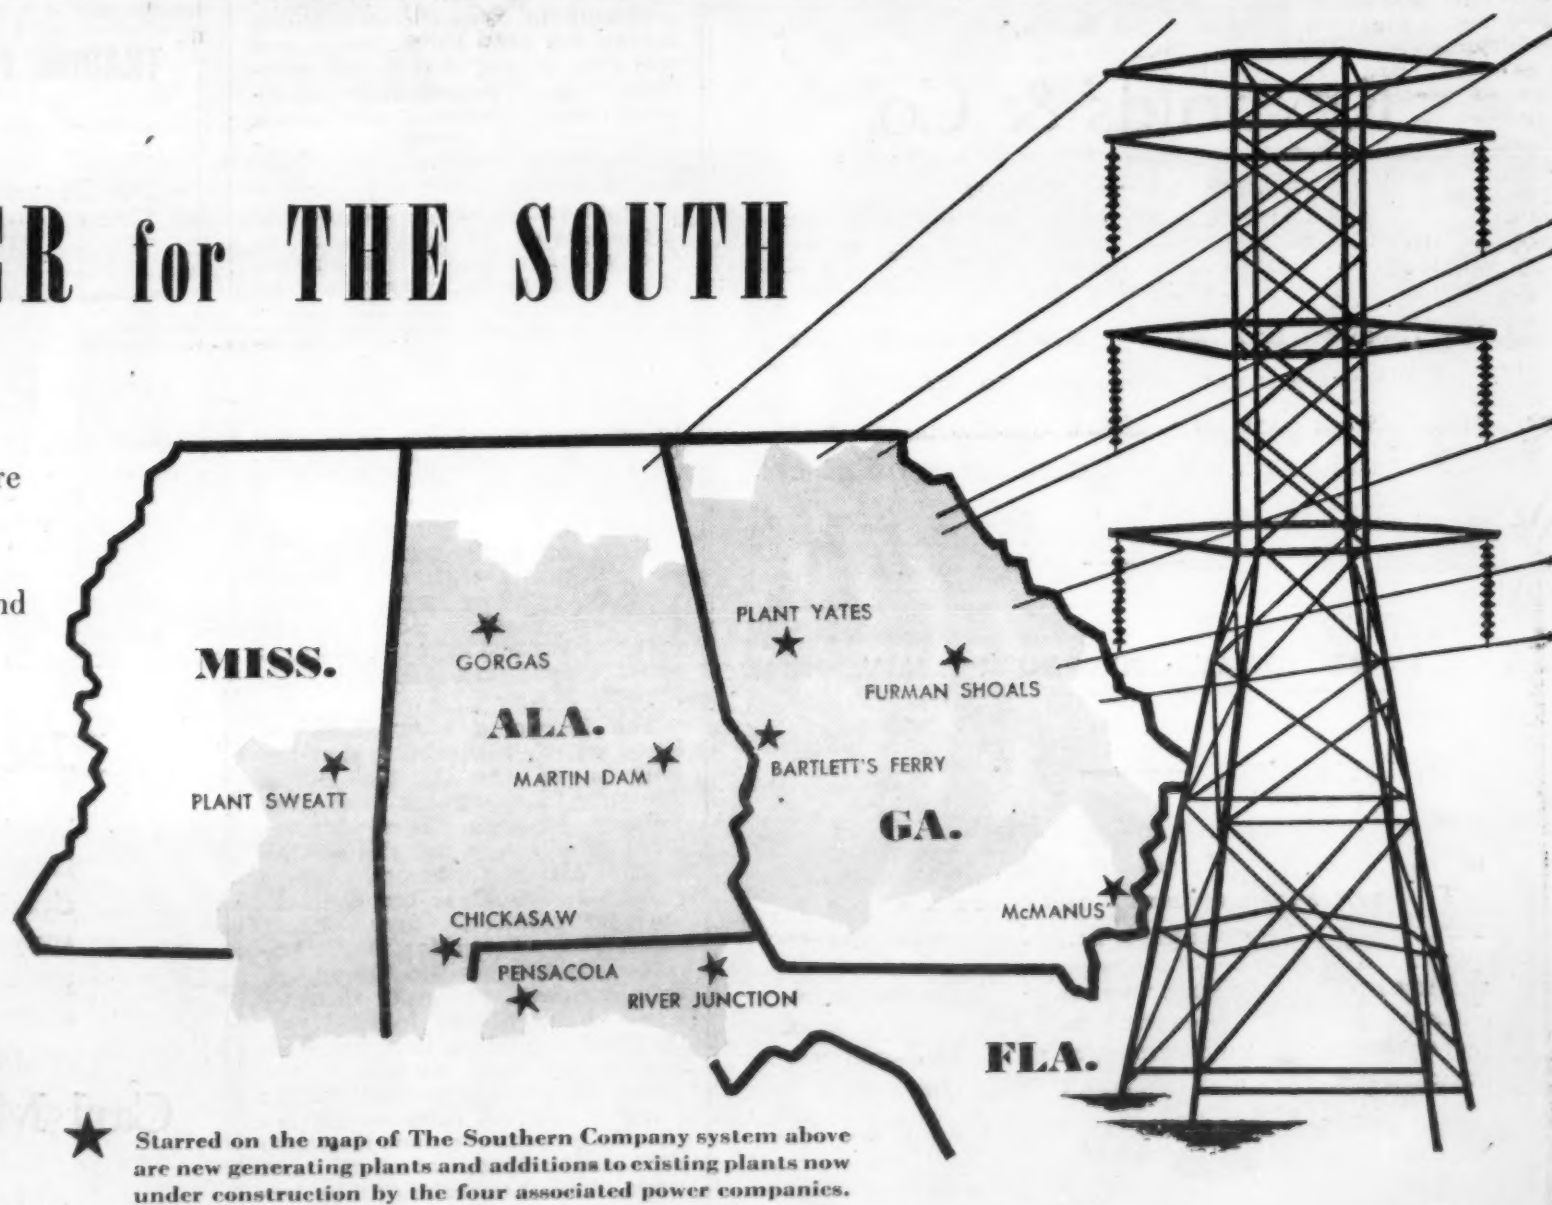 ER for THE SOUTH
re
nd
PLANT YATES
GORGAS
MISS.
FURMAN SHOALS
ALA.
BARTLETT'S FERRY
MARTIN DAM
PLANT SWEATT
GA.
McMANUS
CHICKASAW
PENSACOLA
RIVER JUNCTION
FLA.
Starred on the map of The Southern Company system above
are new generating plants and additions to existing plants now
under construction by the four associated power companies.